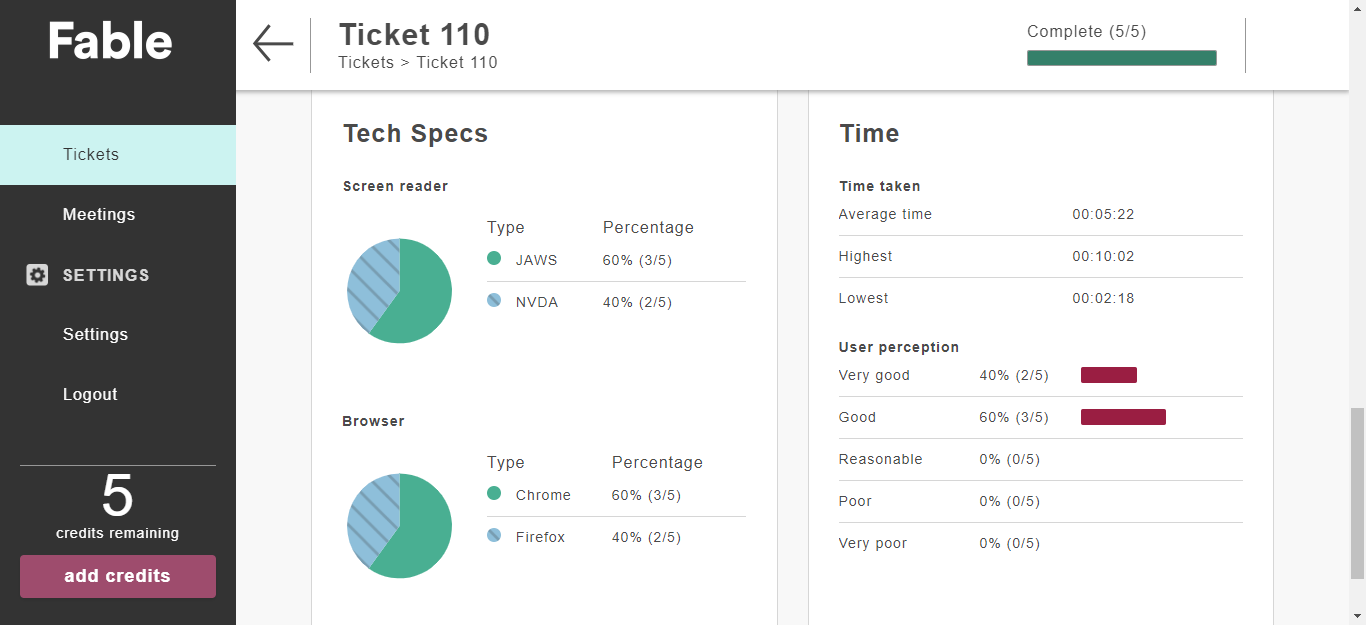 Fable
Tickets
Meetings
SETTINGS
Settings
Logout
5
credits remaining
add credits
Ticket 110
Tickets > Ticket 110
Complete (5/5)
Tech Specs
Screen reader
Type Percentage
JAWS 60% (3/5)
NVDA 40% (2/5)
Browser
Type Percentage
Chrome 60% (3/5)
Firefox 40% (2/5)
Time
Time taken
Average time 00:05:22
Highest 00:10:02
Lowest 00:02:18
User perception
Very good 40% (2/5)
Good 60% (3/5)
Reasonable 0% (0/5)
Poor 0% (0/5)
Very poor 0% (0/5)